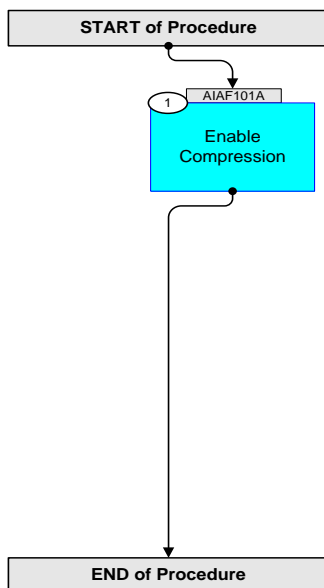 START of Procedure
AIAF101A
1
Enable
Compression
END of Procedure